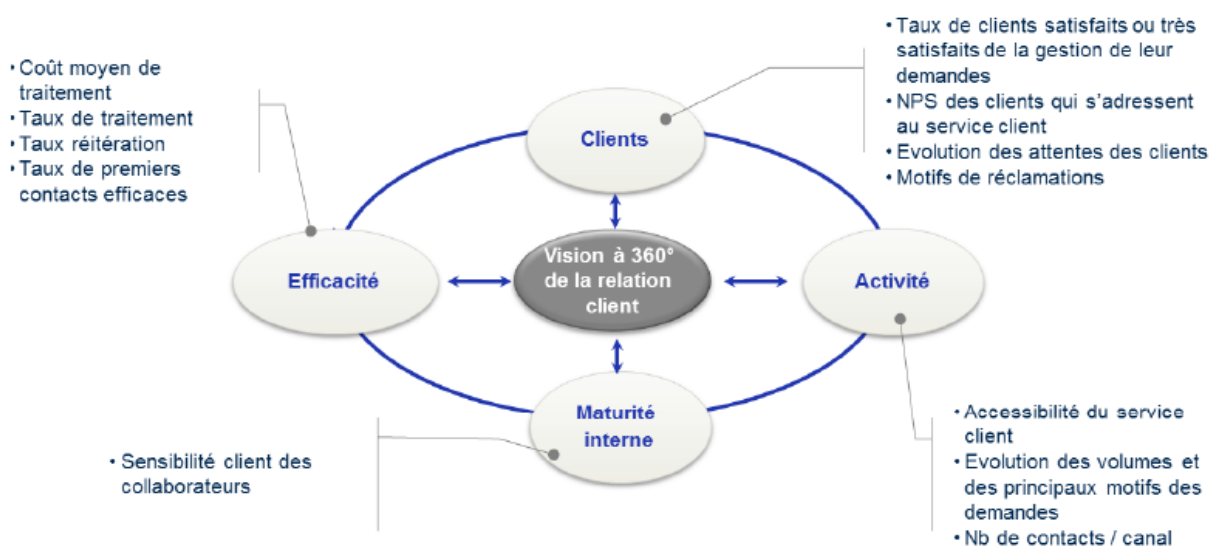 • Coût moyen de
traitement
• Taux de traitement
• Taux réitération
• Taux de premiers
contacts efficaces
• Taux de clients satisfaits ou très
satisfaits de la gestion de leur
demandes
• NPS des clients qui s'adressent
au service client
• Evolution des attentes des clients
• Motifs de réclamations
Clients
Efficacité
Vision à 360°
de la relation
client
Activité
Maturité
interne
• Sensibilité client des
collaborateurs
• Accessibilité du service
client
• Evolution des volumes et
des principaux motifs des
demandes
• Nb de contacts / canal